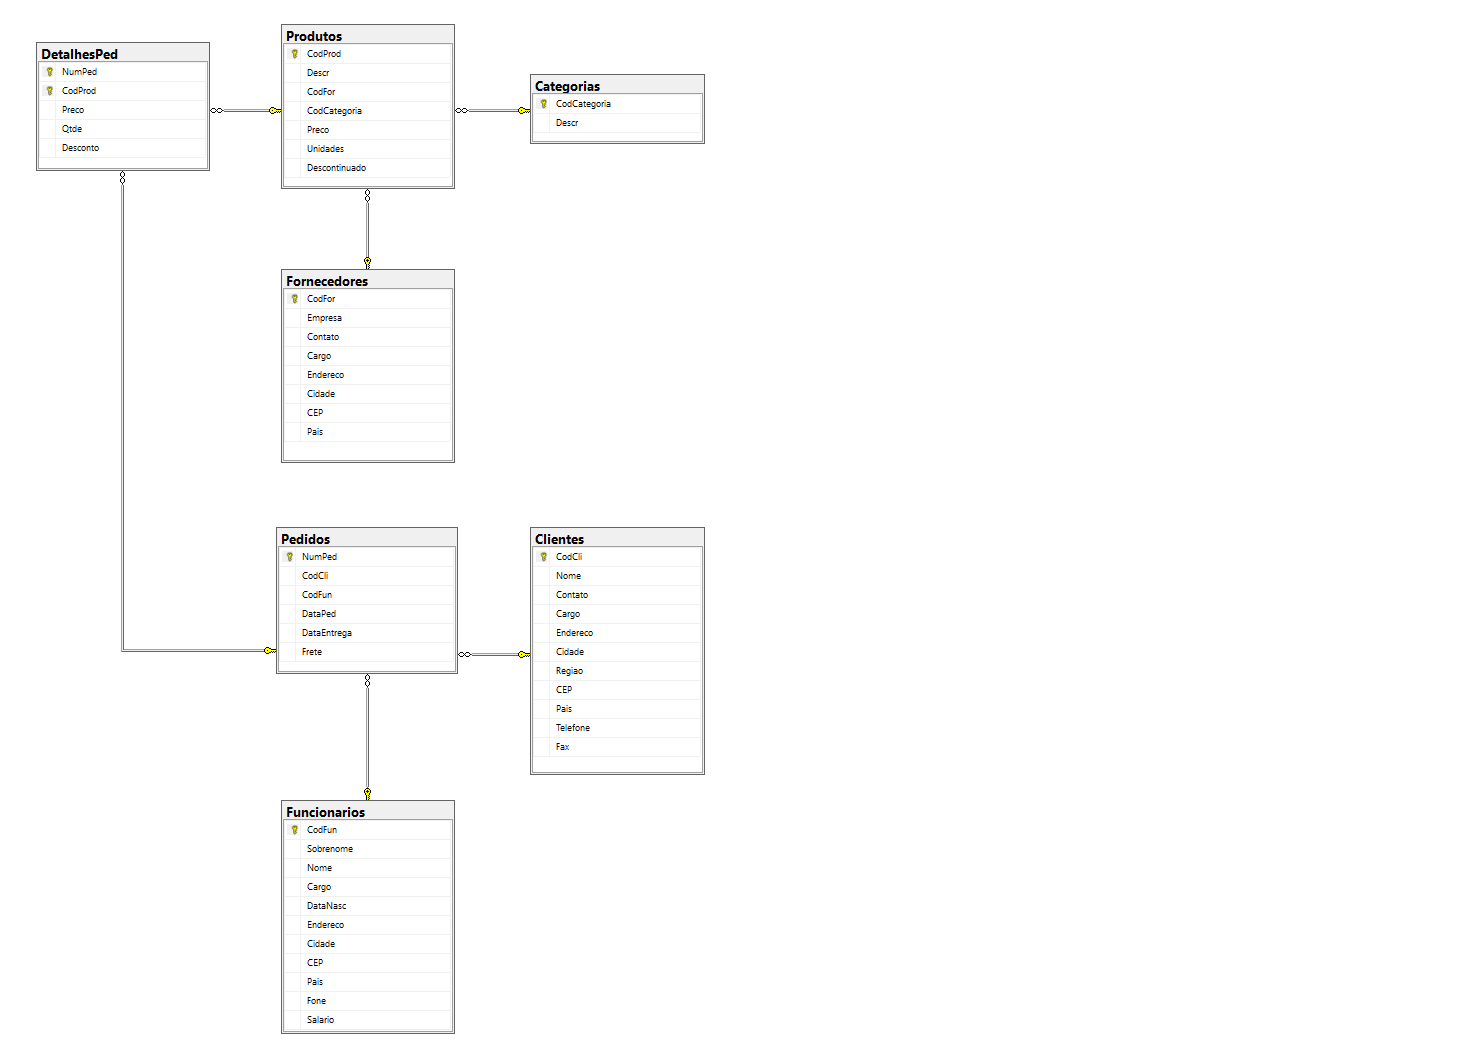 DetalhesPed
NumPed
CodProd
Preco
Qtde
Desconto
Produtos
CodProd
Descr
CodFor
CodCategoria
Preco
Unidades
Descontinuado
Categorias
CodCategoria
Descr
Fornecedores
CodFor
Empresa
Contato
Cargo
Endereco
Cidade
CEP
Pais
Pedidos
NumPed
CodCli
CodFun
DataPed
DataEntrega
Frete
Clientes
CodCli
Nome
Contato
Cargo
Endereco
Cidade
Regiao
CEP
Pais
Telefone
Fax
Funcionarios
CodFun
Sobrenome
Nome
Cargo
DataNasc
Endereco
Cidade
CEP
Pais
Fone
Salario